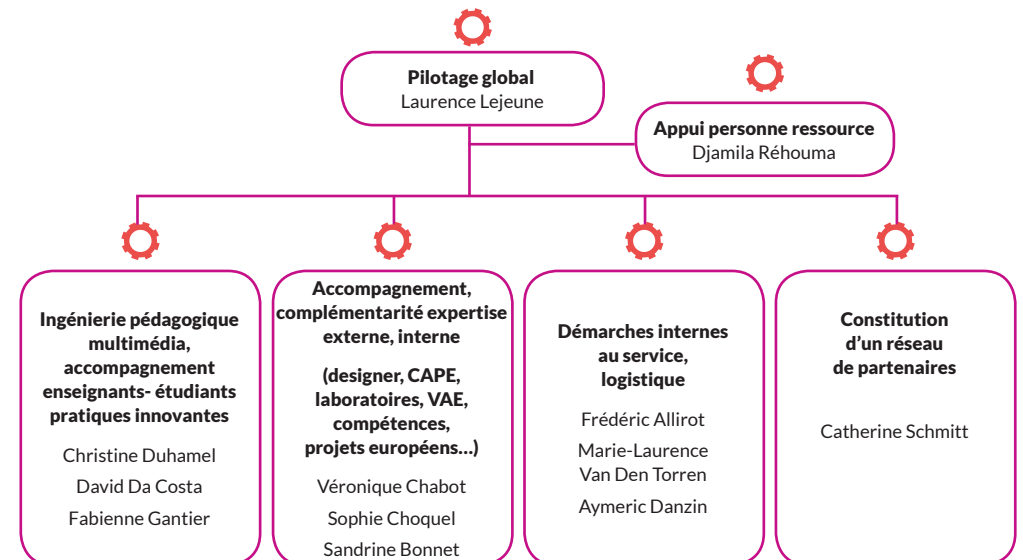 Pilotage global
Laurence Lejeune
Appui personne ressource
Djamila Réhouma
Ingénierie pédagogique
multimédia,
accompagnement
enseignants- étudiants
pratiques innovantes
Christine Duhamel
David Da Costa
Fabienne Gantier
Accompagnement,
complémentarité expertise
externe, interne
(designer, CAPE,
laboratoires, VAE,
compétences,
projets européens...)
Véronique Chabot
Sophie Choquel
Sandrine Bonnet
Démarches internes
au service,
logistique
Frédéric Allirot
Marie-Laurence
Van Den Torren
Aymeric Danzin
Constitution
d'un réseau
de partenaires
Catherine Schmitt